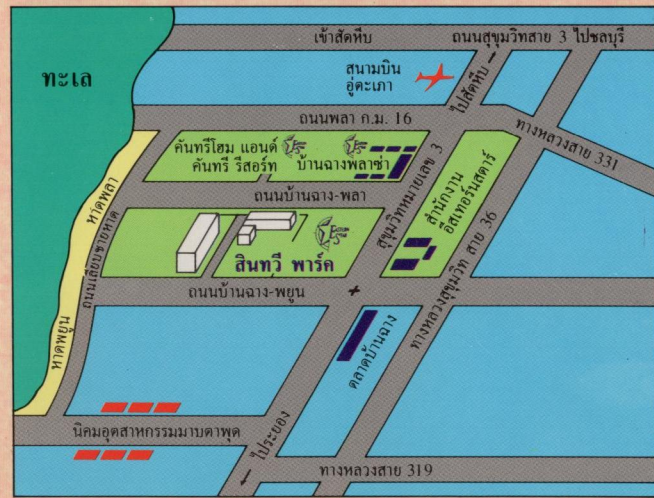 เข้าสัตหีบ
ถนนสุขุมวิทสาย 3 ไปชลบุรี
ทะเล
สนามบิน
อู่ตะเภา
ไปสัตหีบ
ถนนพลา ก.ม. 16
ทางหลวงสาย 331
คันทรีโฮม แอนด์
คันทรี รีสอร์ท
บ้านฉางพลาซ่า
สุขุมวิทหมายเลข 3
สำนักงาน
อิสเทอร์นสตาร์
ถนนบ้านฉาง-พลา
หาดพลา
ถนนเลียบชายหาด
สินทวี พาร์ค
ทางหลวงสุขุมวิท สาย 36
ถนนบ้านฉาง-พยูน
หาดพยูน
ตลาดบ้านฉาง
นิคมอุตสาหกรรมมาบตาพุด
ไประยอง
ทางหลวงสาย 319